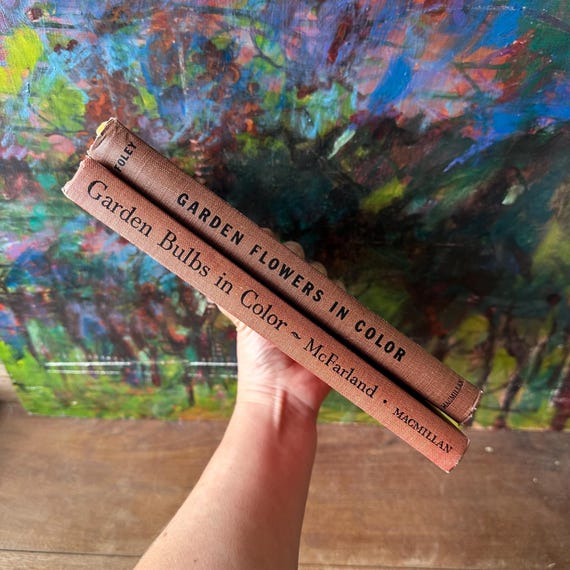 FOLEY GARDEN FLOWERS IN COLOR MACMILLAN
Garden Bulbs in Color ~ McFarland · MACMILLAN